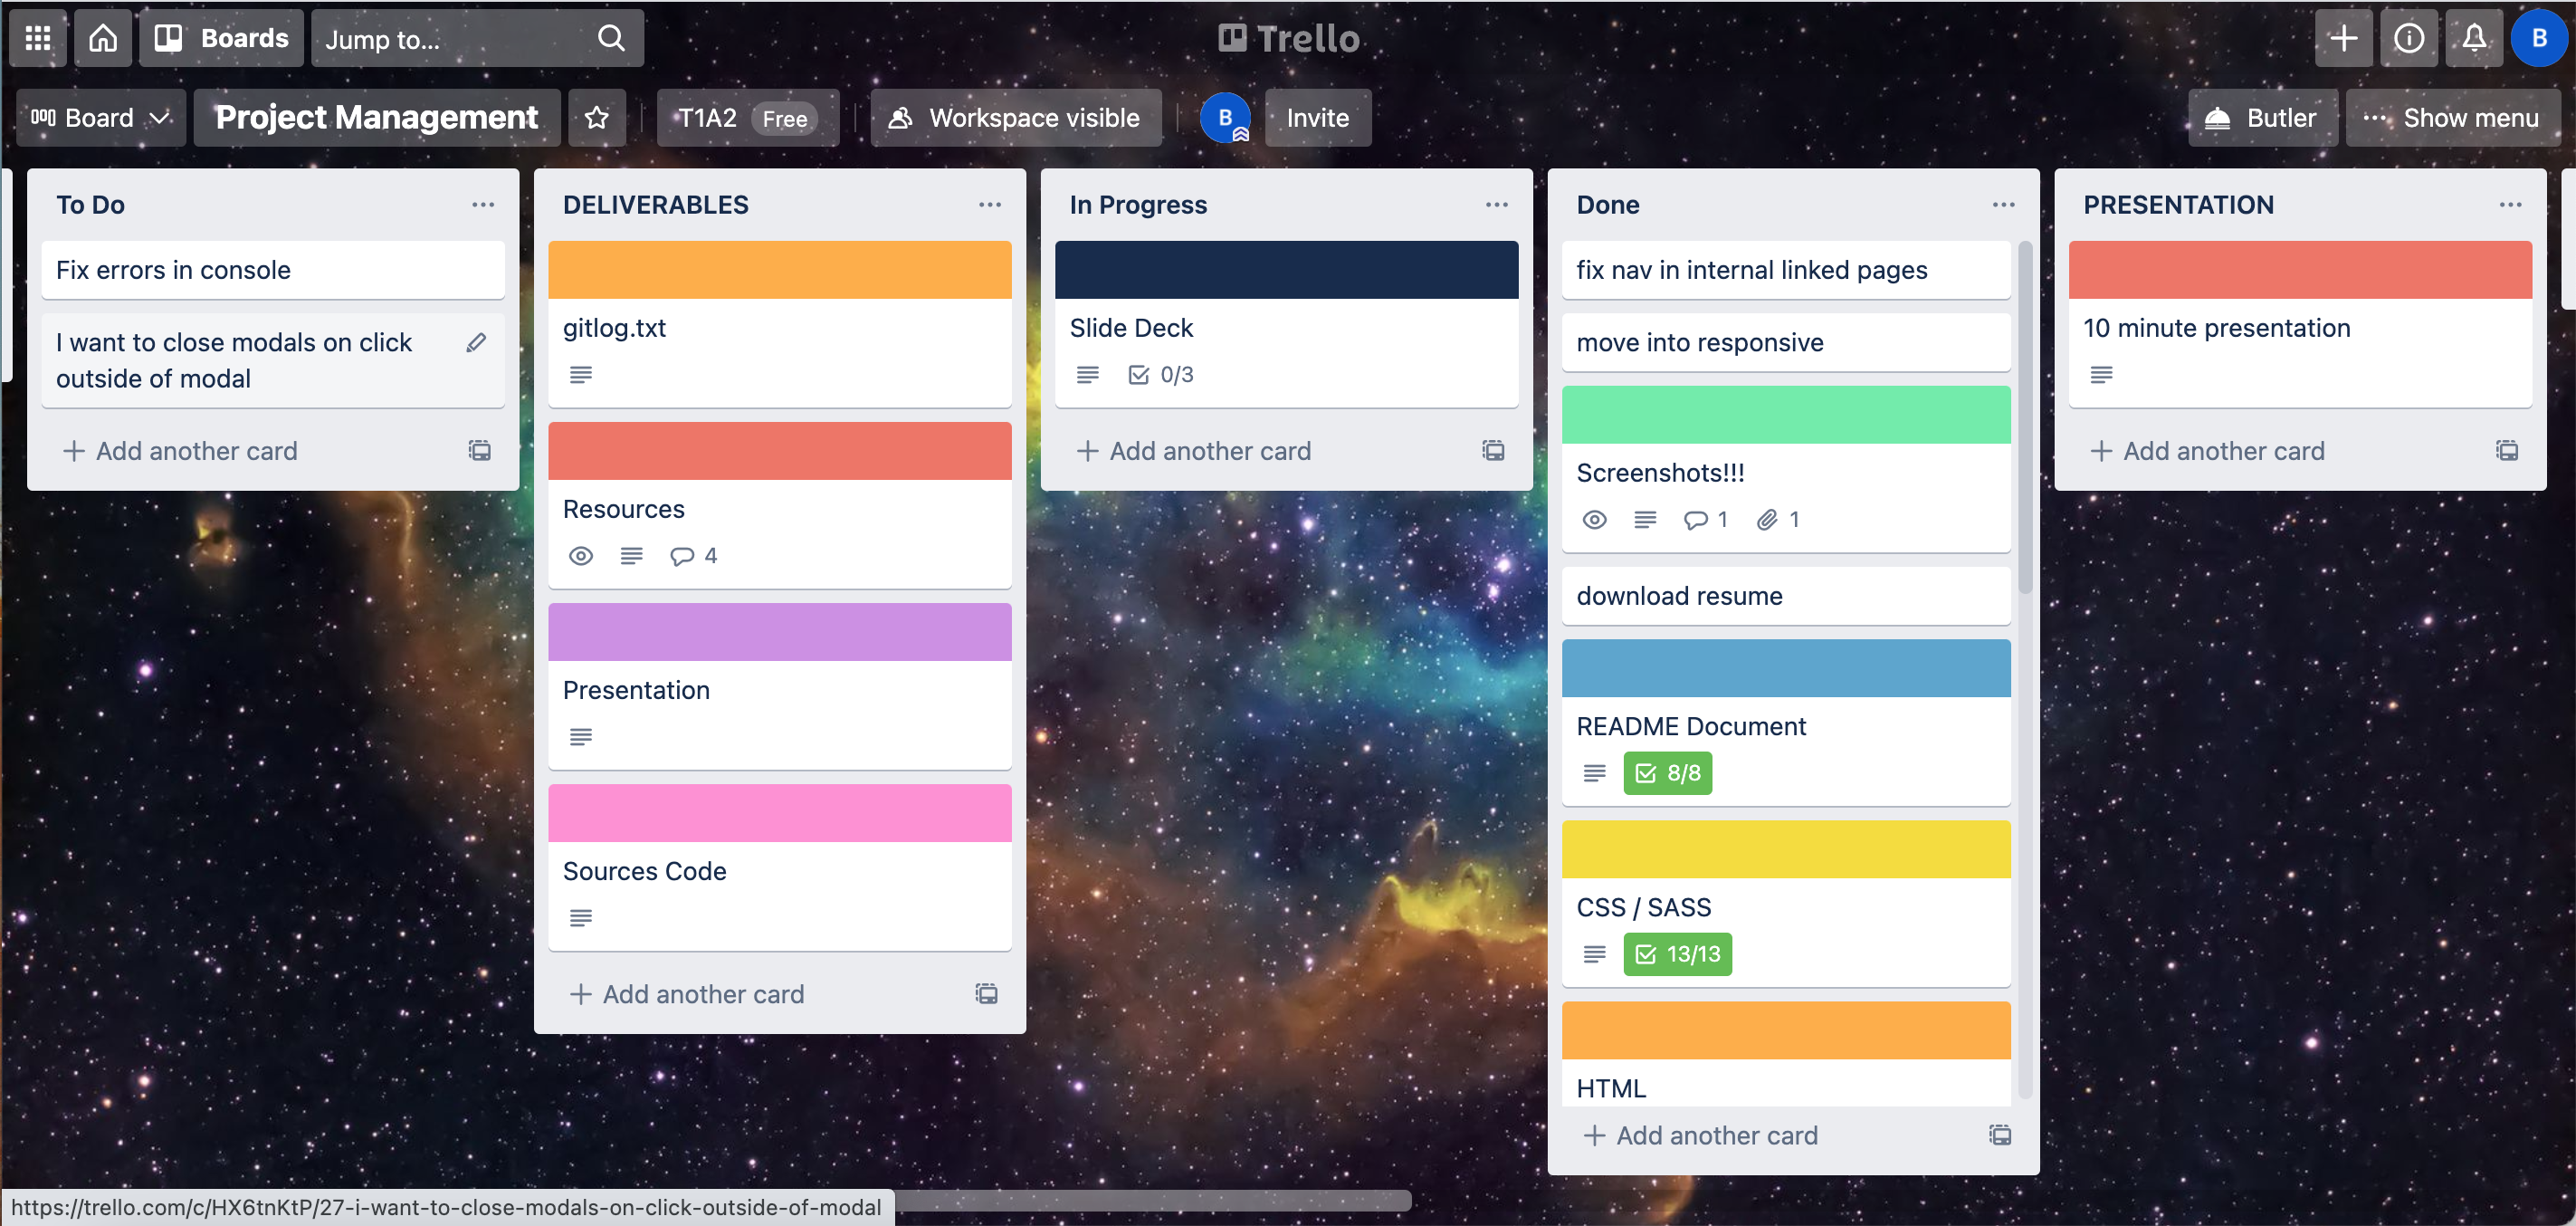 Boards
Jump to...
Trello
B
Board
Project Management
T1A2 Free
Workspace visible
B
Invite
Butler
Show menu
To Do
Fix errors in console
I want to close modals on click
outside of modal
Add another card
DELIVERABLES
gitlog.txt
Resources
4
Presentation
Sources Code
Add another card
In Progress
Slide Deck
0/3
Add another card
Done
fix nav in internal linked pages
move into responsive
Screenshots!!!
1 1
download resume
README Document
8/8
CSS / SASS
13/13
HTML
Add another card
PRESENTATION
10 minute presentation
Add another card
https://trello.com/c/HX6tnKtP/27-i-want-to-close-modals-on-click-outside-of-modal